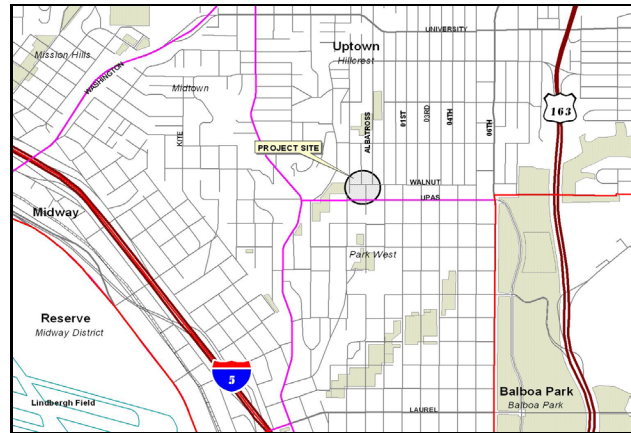 UNIVERSITY
Uptown
Hillcrest
Mission Hills
WASHINGTON
Midtown
163
ALBATROSS
01ST
03RD
04TH
06TH
KITE
PROJECT SITE
WALNUT
UPAS
Midway
Park West
Reserve
Midway District
5
Balboa Park
Balboa Park
Lindbergh Field
LAUREL